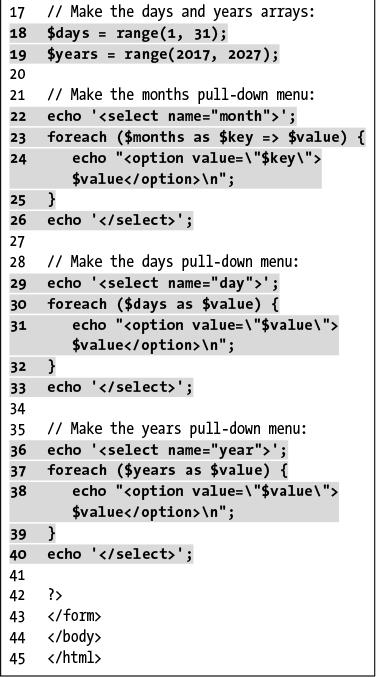 17 // Make the days and years arrays:
18 $days = range(1, 31);
19 $years = range(2017, 2027);
20
21 // Make the months pull-down menu:
22 echo '<select name="month">';
23 foreach ($months as $key => $value) {
24 echo "<option value=\"$key\">
$value</option>\n";
25 }
26 echo '</select>';
27
28 // Make the days pull-down menu:
29 echo '<select name="day">';
30 foreach ($days as $value) {
31 echo "<option value=\"$value\">
$value</option>\n";
32 }
33 echo '</select>';
34
35 // Make the years pull-down menu:
36 echo '<select name="year">';
37 foreach ($years as $value) {
38 echo "<option value=\"$value\">
$value</option>\n";
39 }
40 echo '</select>';
41
42 ?>
43 </form>
44 </body>
45 </html>